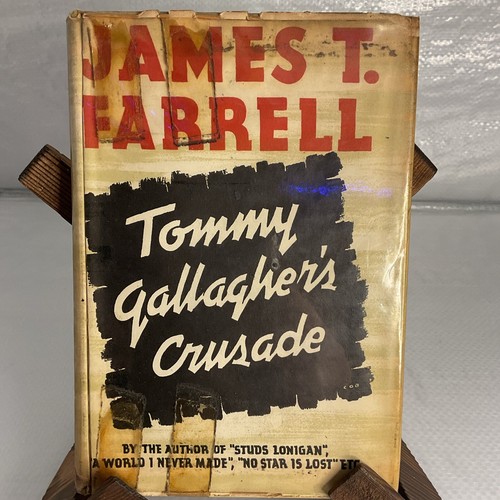 JAMES T.
FARRELL
Tommy
Gallagher's
Crusade
BY THE AUTHOR OF "STUDS LONIGAN",
"A WORLD I NEVER MADE", "NO STAR IS LOST" ETC